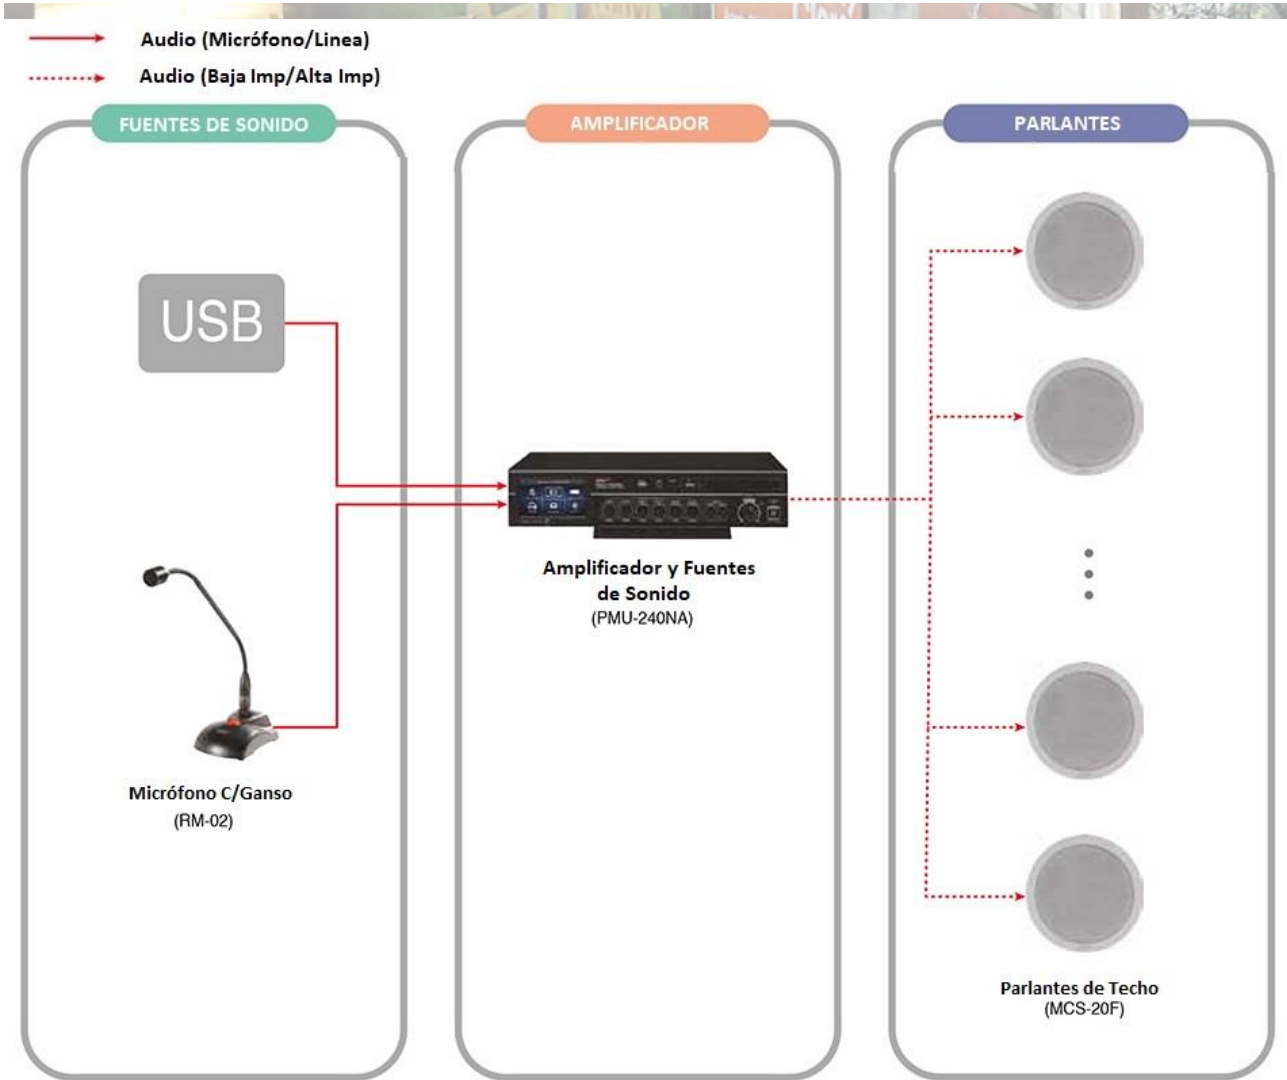 Audio (Micrófono/Linea)
Audio (Baja Imp/Alta Imp)
FUENTES DE SONIDO
AMPLIFICADOR
PARLANTES
USB
Amplificador y Fuentes
de Sonido
(PMU-240NA)
Micrófono C/Ganso
(RM-02)
Parlantes de Techo
(MCS-20F)